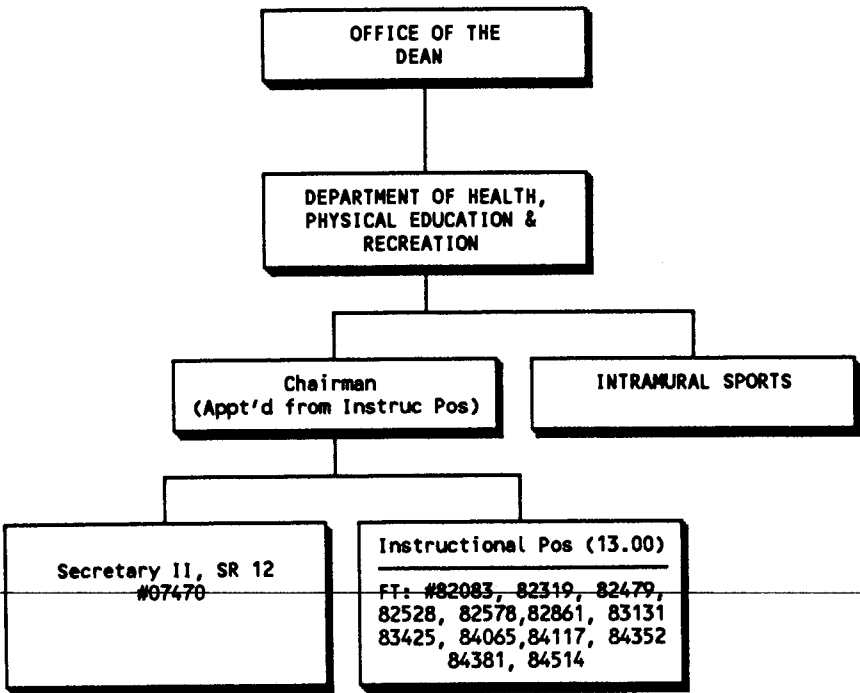 OFFICE OF THE
DEAN
DEPARTMENT OF HEALTH,
PHYSICAL EDUCATION &
RECREATION
Chairman
(Appt'd from Instruc Pos)
INTRAMURAL SPORTS
Secretary II, SR 12
#07470
Instructional Pos (13.00)
FT: #82083, 82319, 82479,
82528, 82578,82861, 83131
83425, 84065,84117, 84352
84381, 84514